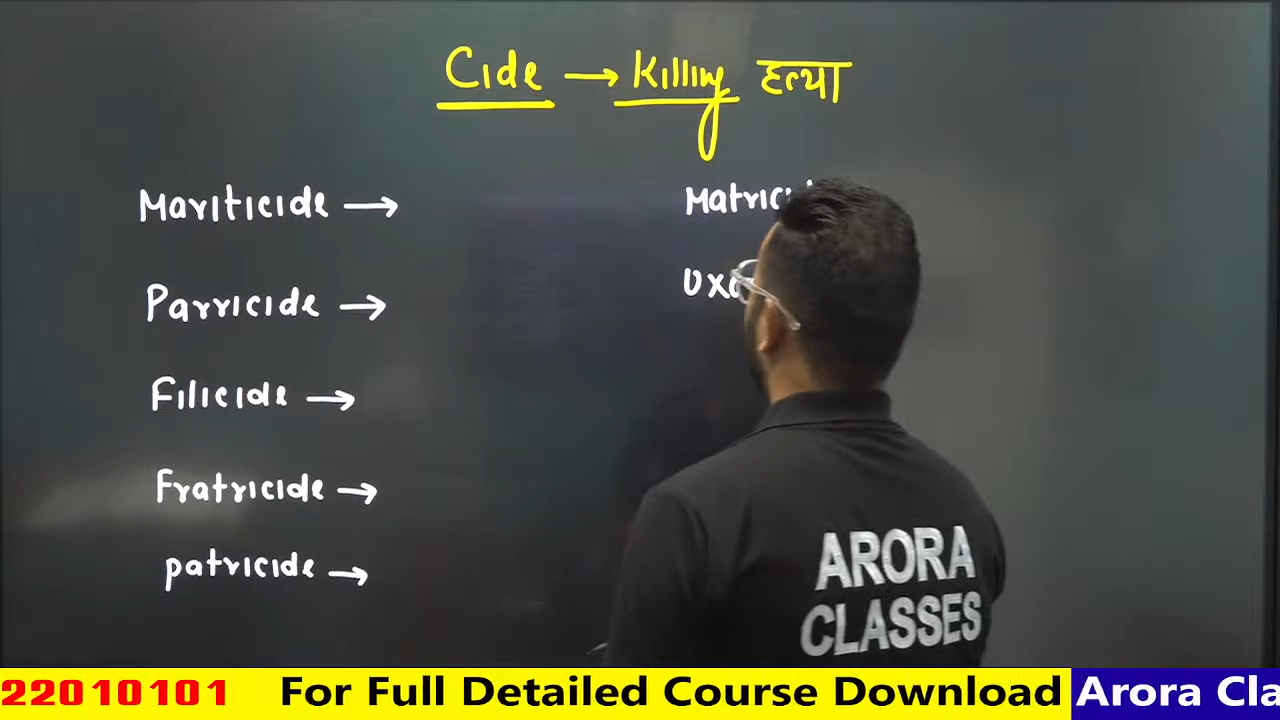 Cide → Killing हत्या
Mariticide →
Parricide →
Filicide →
Fratricide →
patricide →
ARORA
CLASSES
22010101 For Full Detailed Course Download Arora Cla